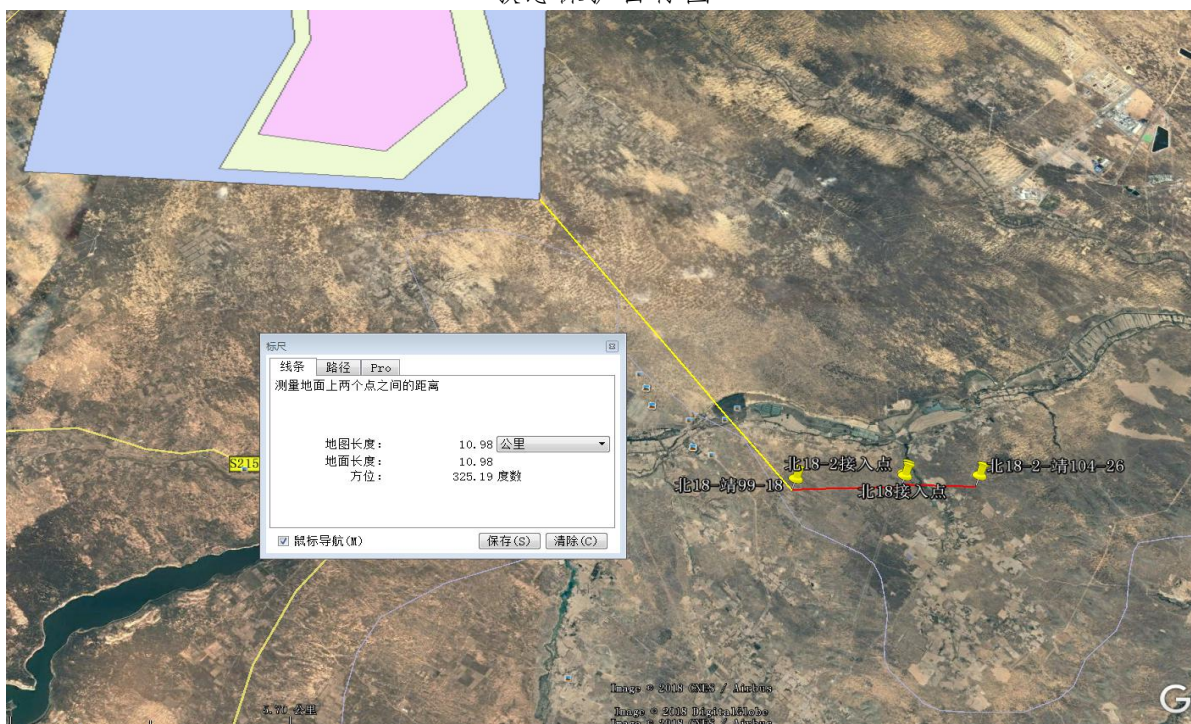 标尺
线条 路径 Pro
测量地面上两个点之间的距离
地图长度: 10.98 公里
地面长度: 10.98
方位: 325.19 度数
鼠标导航(M) 保存(S) 清除(C)
S215
北18-2接入点
北18-2-靖104-26
北18-靖99-18
北18接入点
Image © 2018 CNES / Airbus
Image © 2018 DigitalGlobe
Image © 2018 CNES / Airbus
G